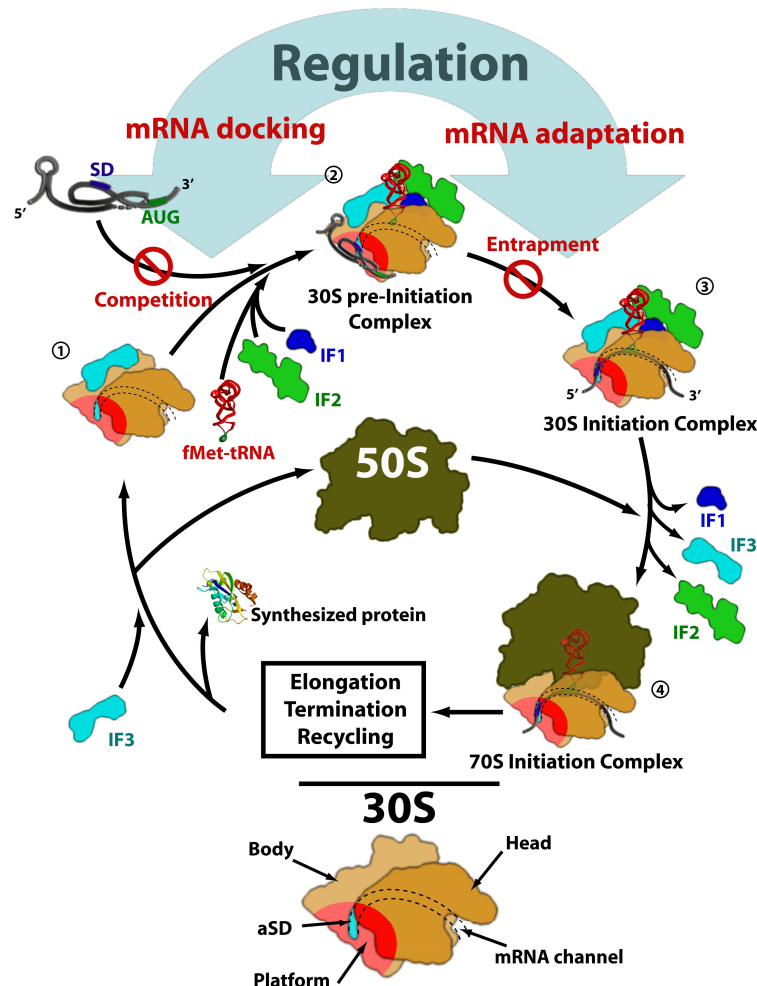 Regulation
mRNA docking
mRNA adaptation
②
SD
3′
5′
AUG
Entrapment
Competition
30S pre-Initiation
Complex
③
①
IF1
IF2
5′
3′
30S Initiation Complex
fMet-tRNA
50S
IF1
IF3
IF2
Synthesized protein
Elongation
Termination
Recycling
④
IF3
70S Initiation Complex
30S
Body
Head
aSD
mRNA channel
Platform